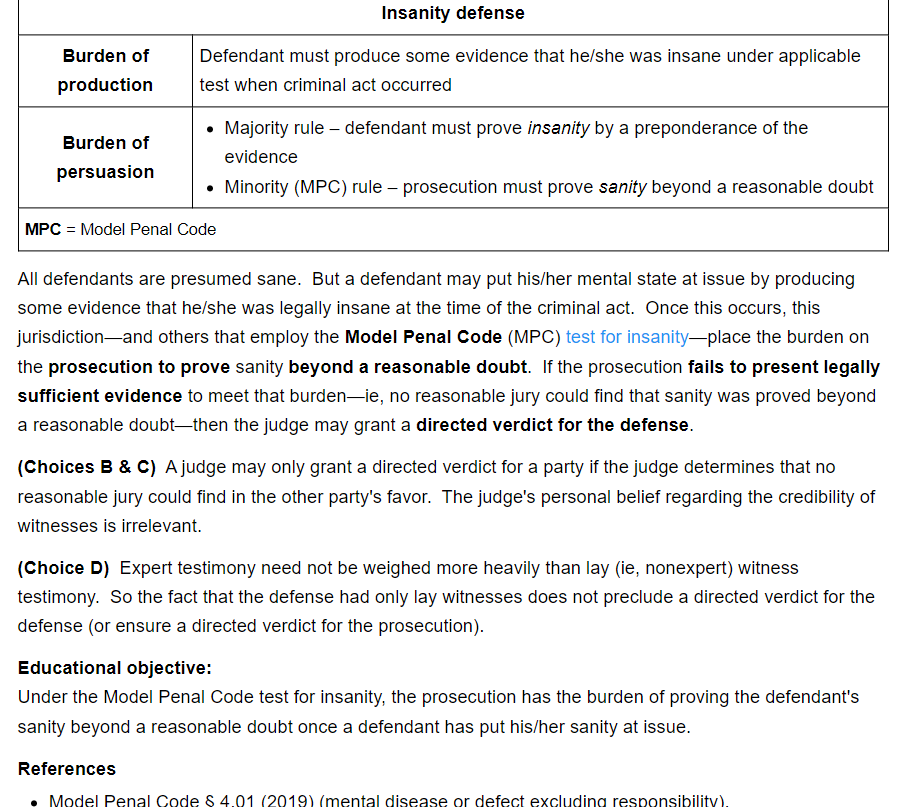 Insanity defense
Burden of
production
Defendant must produce some evidence that he/she was insane under applicable
test when criminal act occurred
Burden of
persuasion
• Majority rule – defendant must prove insanity by a preponderance of the
evidence
• Minority (MPC) rule – prosecution must prove sanity beyond a reasonable doubt
MPC = Model Penal Code
All defendants are presumed sane.  But a defendant may put his/her mental state at issue by producing
some evidence that he/she was legally insane at the time of the criminal act.  Once this occurs, this
jurisdiction—and others that employ the Model Penal Code (MPC) test for insanity—place the burden on
the prosecution to prove sanity beyond a reasonable doubt.  If the prosecution fails to present legally
sufficient evidence to meet that burden—ie, no reasonable jury could find that sanity was proved beyond
a reasonable doubt—then the judge may grant a directed verdict for the defense.
(Choices B & C)  A judge may only grant a directed verdict for a party if the judge determines that no
reasonable jury could find in the other party's favor.  The judge's personal belief regarding the credibility of
witnesses is irrelevant.
(Choice D)  Expert testimony need not be weighed more heavily than lay (ie, nonexpert) witness
testimony.  So the fact that the defense had only lay witnesses does not preclude a directed verdict for the
defense (or ensure a directed verdict for the prosecution).
Educational objective:
Under the Model Penal Code test for insanity, the prosecution has the burden of proving the defendant's
sanity beyond a reasonable doubt once a defendant has put his/her sanity at issue.
References
• Model Penal Code § 4.01 (2019) (mental disease or defect excluding responsibility).